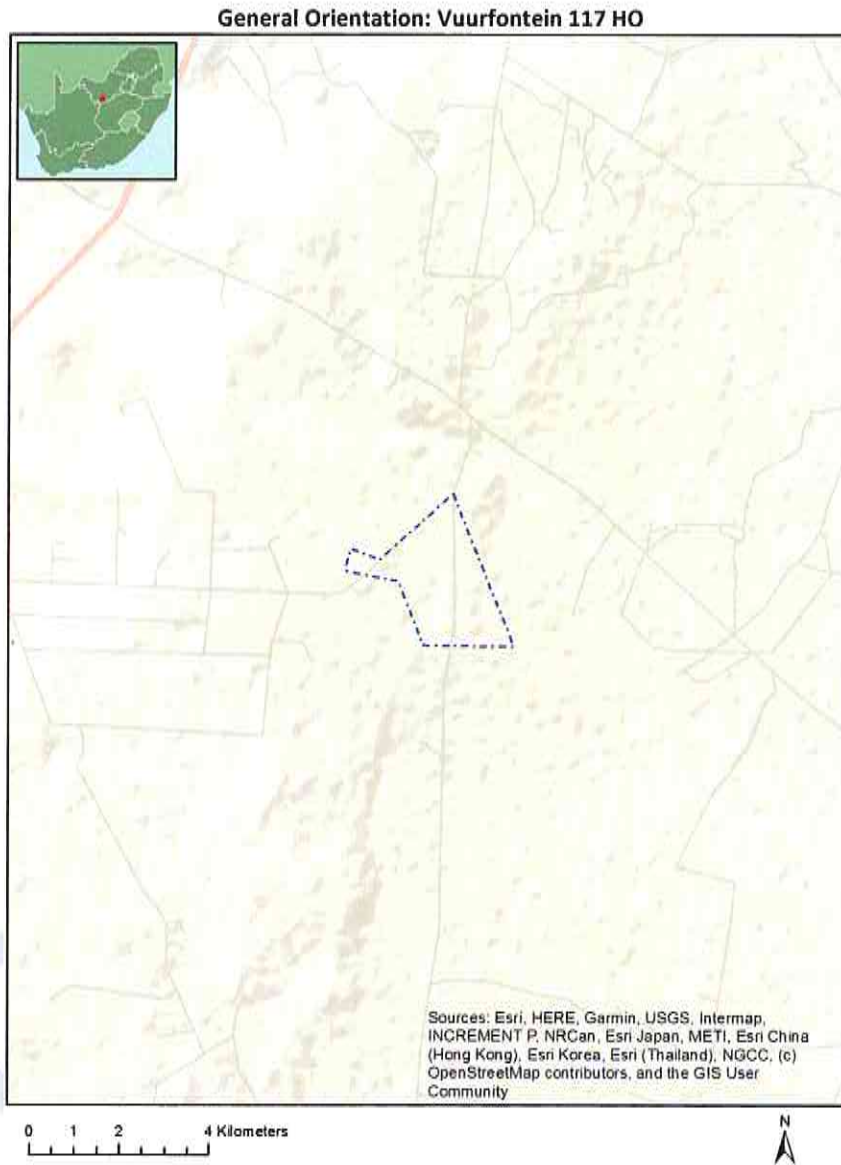 General Orientation: Vuurfontein 117 HO
Sources: Esri, HERE, Garmin, USGS, Intermap,
INCREMENT P, NRCan, Esri Japan, METI, Esri China
(Hong Kong), Esri Korea, Esri (Thailand), NGCC, (c)
OpenStreetMap contributors, and the GIS User
Community
0 1 2 4 Kilometers
N